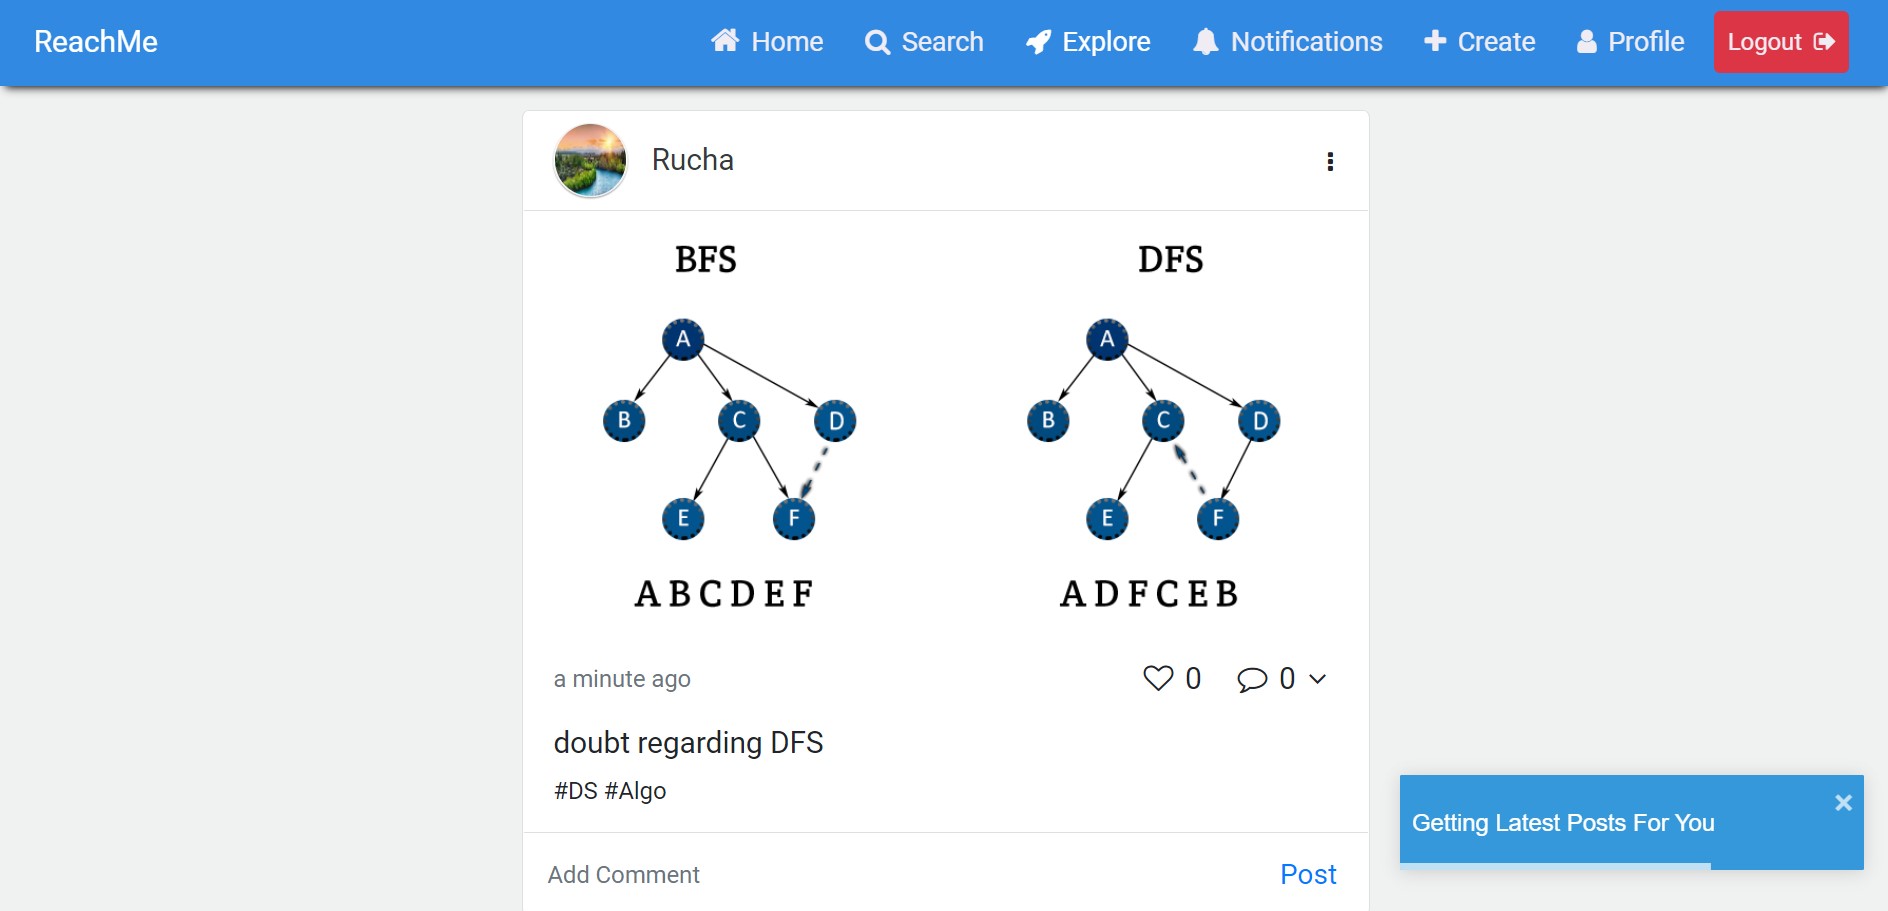 ReachMe Home Search Explore Notifications Create Profile Logout
Rucha
BFS DFS
A A
B C D B C D
E F E F
A B C D E F A D F C E B
a minute ago 0 0
doubt regarding DFS
#DS #Algo
Getting Latest Posts For You
Add Comment Post